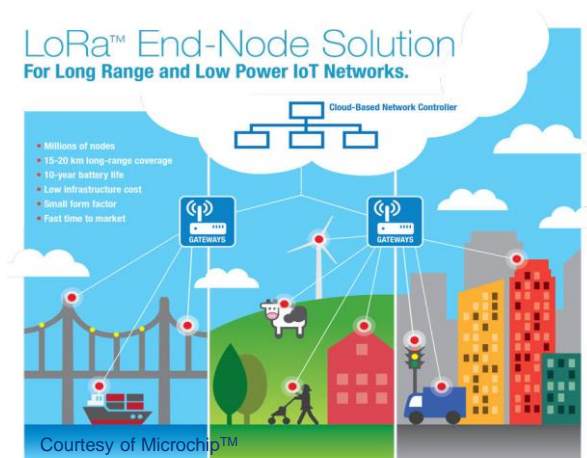 LoRa™ End-Node Solution
For Long Range and Low Power IoT Networks.
Cloud-Based Network Controller
• Millions of nodes
• 15-20 km long-range coverage
• 10-year battery life
• Low infrastructure cost
• Small form factor
• Fast time to market
GATEWAYS
GATEWAYS
Courtesy of Microchip™